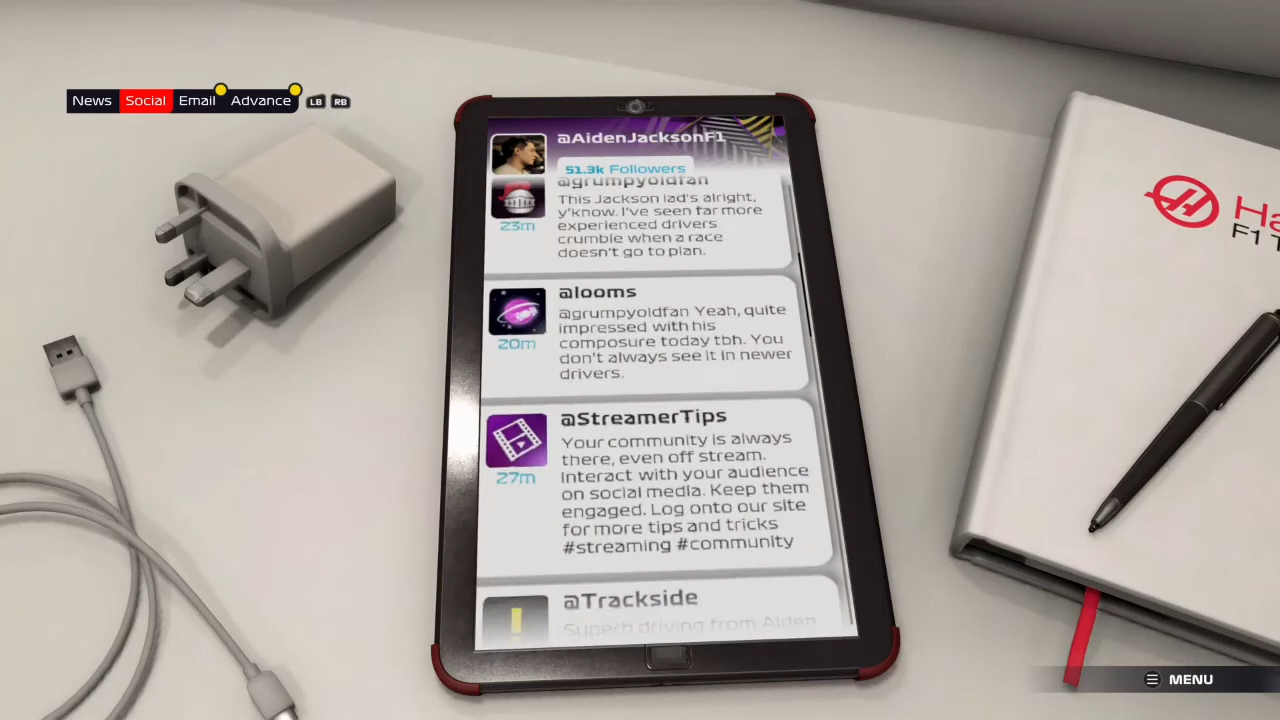 News Social Email Advance LB RB
@AidenJacksonF1
51.3k Followers
@grumpyoldfan
23m
This Jackson lad's alright,
y'know. I've seen far more
experienced drivers
crumble when a race
doesn't go to plan.
@looms
20m
@grumpyoldfan Yeah, quite
impressed with his
composure today tbh. You
don't always see it in newer
drivers.
@StreamerTips
27m
Your community is always
there, even off stream.
Interact with your audience
on social media. Keep them
engaged. Log onto our site
for more tips and tricks
#streaming #community
@Trackside
Superb driving from Aiden
Ha
F1 T
MENU